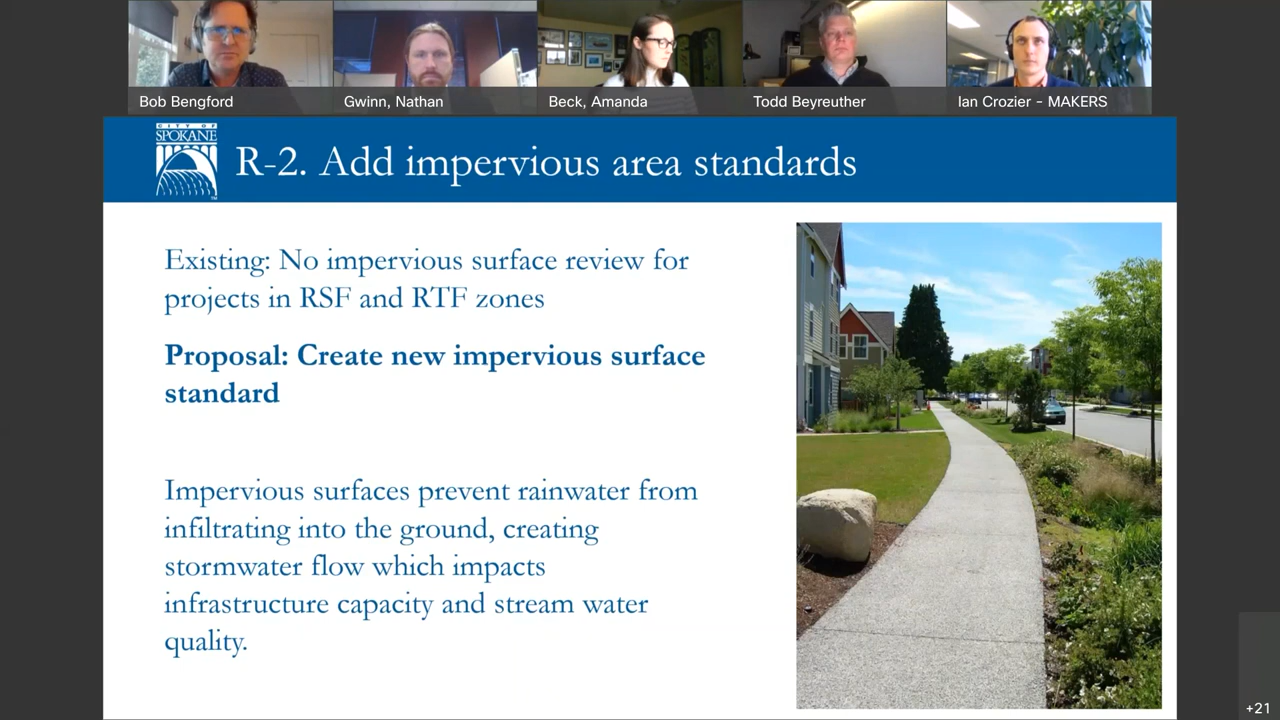 Bob Bengford
Gwinn, Nathan
Beck, Amanda
Todd Beyreuther
Ian Crozier - MAKERS
CITY OF
SPOKANE
R-2. Add impervious area standards
Existing: No impervious surface review for
projects in RSF and RTF zones
Proposal: Create new impervious surface
standard
Impervious surfaces prevent rainwater from
infiltrating into the ground, creating
stormwater flow which impacts
infrastructure capacity and stream water
quality.
+21